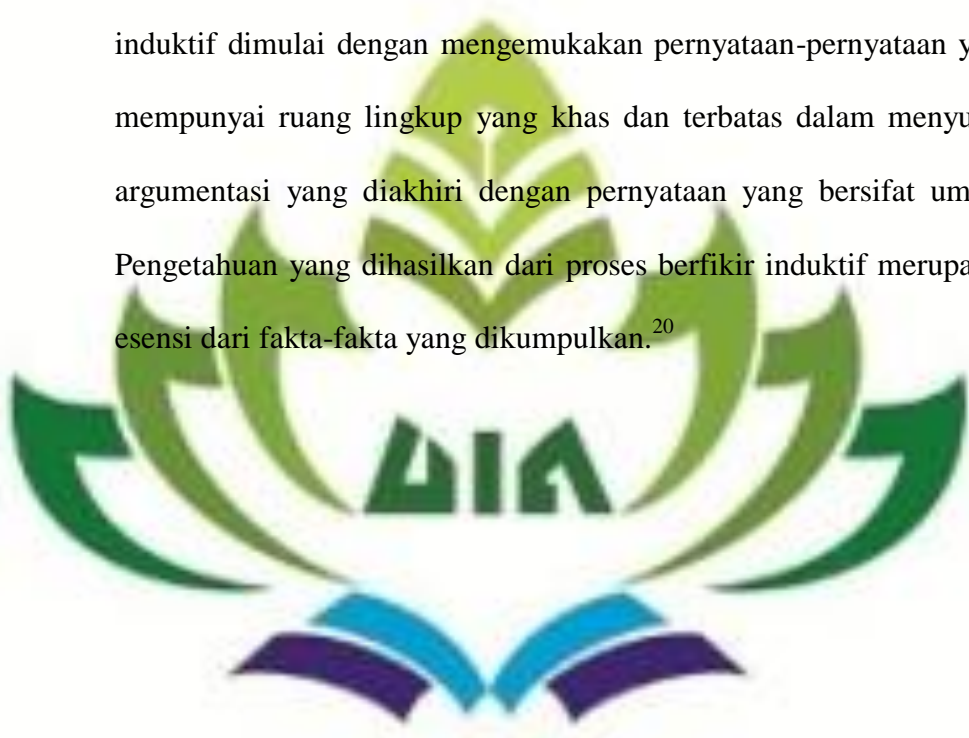 induktif dimulai dengan mengemukakan pernyataan-pernyataan y
mempunyai ruang lingkup yang khas dan terbatas dalam menyu
argumentasi yang diakhiri dengan pernyataan yang bersifat um
Pengetahuan yang dihasilkan dari proses berfikir induktif merupa
esensi dari fakta-fakta yang dikumpulkan.20